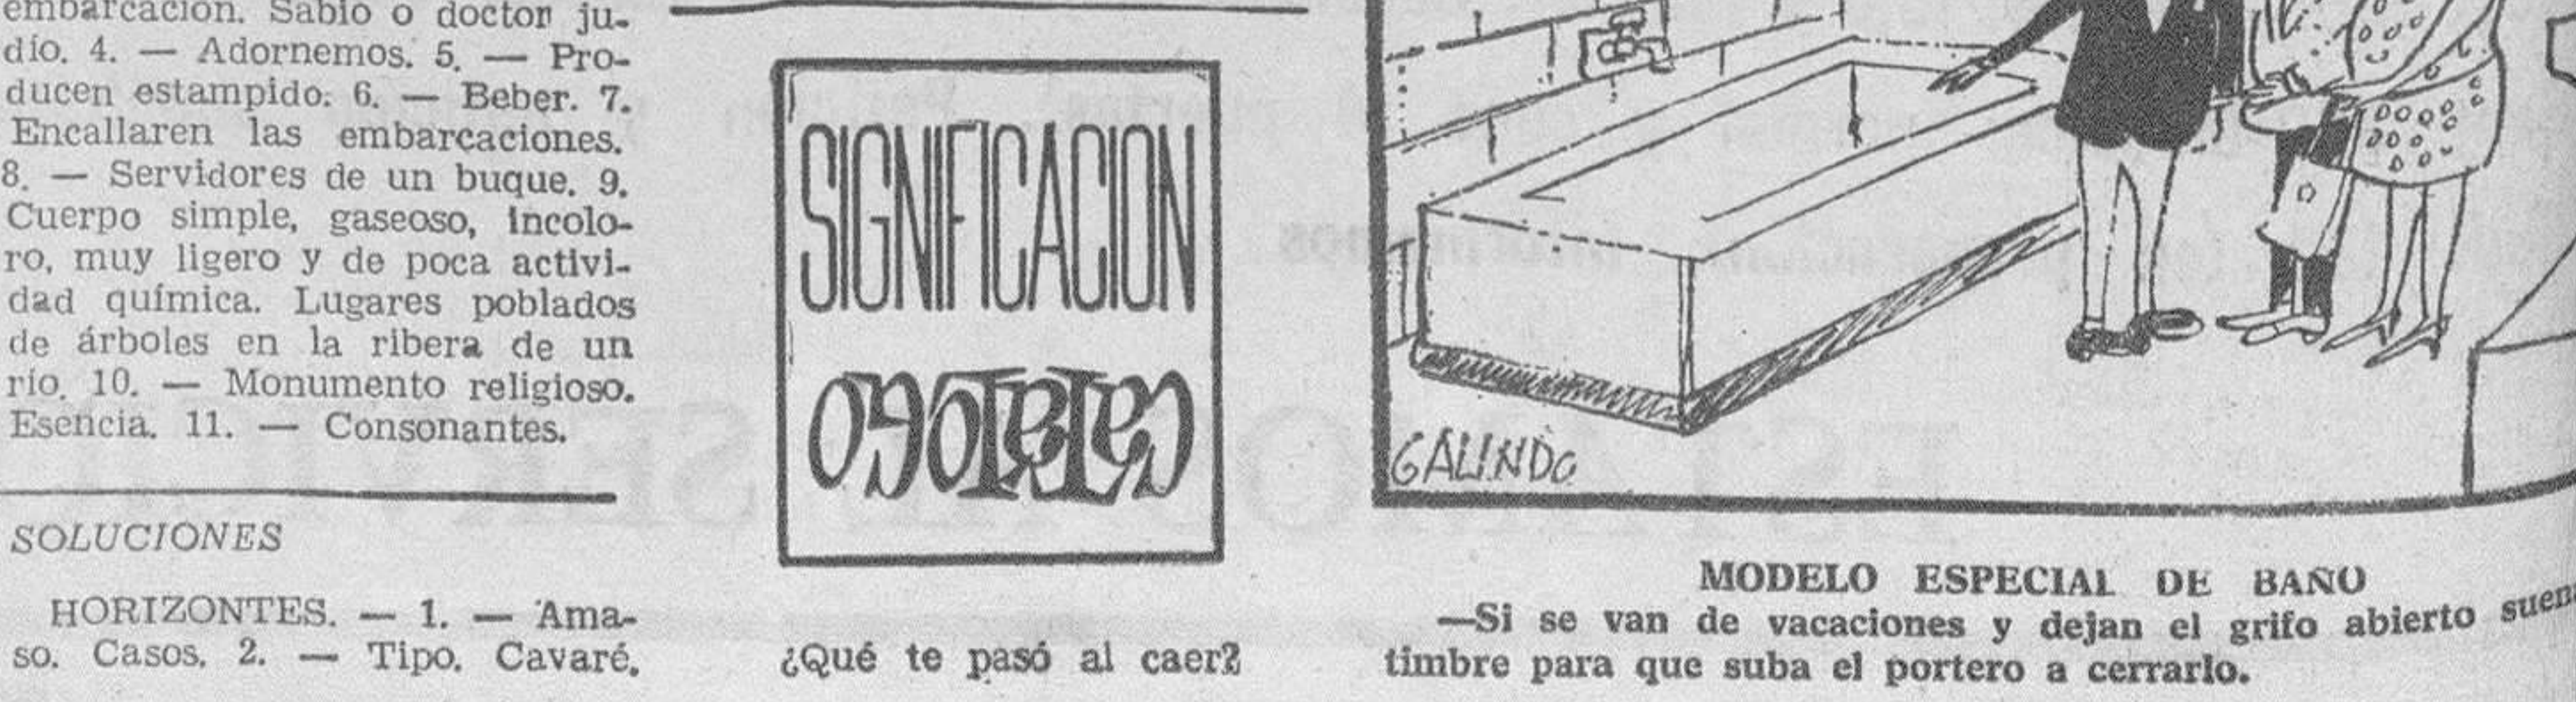 embarcación. Sabio o doctor ju-
dío. 4. — Adornemos. 5. — Pro-
ducen estampido. 6. — Beber. 7.
Encallaren las embarcaciones.
8. — Servidores de un buque. 9.
Cuerpo simple, gaseoso, incolo-
ro, muy ligero y de poca activi-
dad química. Lugares poblados
de árboles en la ribera de un
río. 10. — Monumento religioso.
Esencia. 11. — Consonantes.
SOLUCIONES
HORIZONTES. — 1. — Ama-
so. Casos. 2. — Tipo. Cavaré.
SIGNIFICACION
CATALOGO
¿Qué te pasó al caer?
GALINDO
MODELO ESPECIAL DE BAÑO
—Si se van de vacaciones y dejan el grifo abierto
timbre para que suba el portero a cerrarlo.